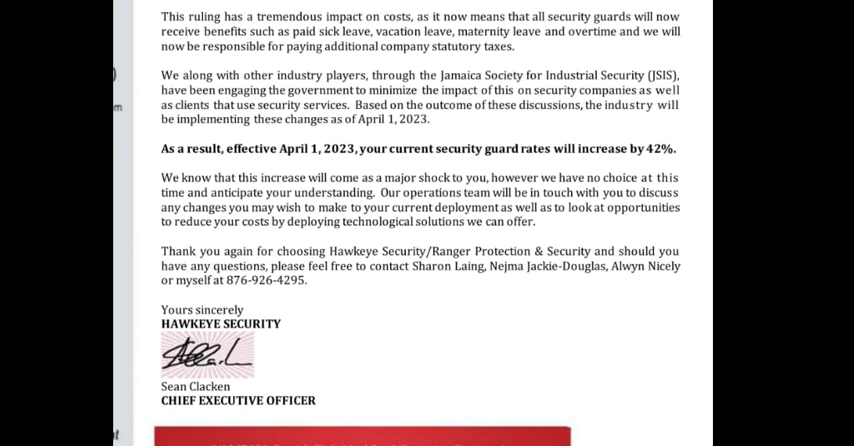 This ruling has a tremendous impact on costs, as it now means that all security guards will now
receive benefits such as paid sick leave, vacation leave, maternity leave and overtime and we will
now be responsible for paying additional company statutory taxes.
We along with other industry players, through the Jamaica Society for Industrial Security (JSIS),
have been engaging the government to minimize the impact of this on security companies as well
as clients that use security services. Based on the outcome of these discussions, the industry will
be implementing these changes as of April 1, 2023.
As a result, effective April 1, 2023, your current security guard rates will increase by 42%.
We know that this increase will come as a major shock to you, however we have no choice at this
time and anticipate your understanding. Our operations team will be in touch with you to discuss
any changes you may wish to make to your current deployment as well as to look at opportunities
to reduce your costs by deploying technological solutions we can offer.
Thank you again for choosing Hawkeye Security/Ranger Protection & Security and should you
have any questions, please feel free to contact Sharon Laing, Nejma Jackie-Douglas, Alwyn Nicely
or myself at 876-926-4295.
Yours sincerely
HAWKEYE SECURITY
Sean Clacken
CHIEF EXECUTIVE OFFICER